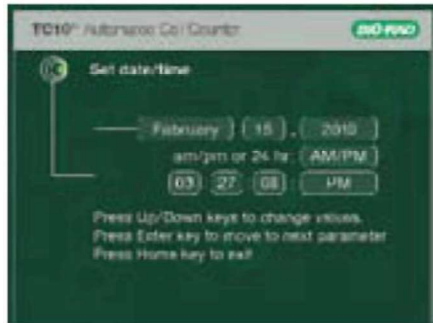 TC10™ Automated Cell Counter BIO-RAD
Set date/time
February 15, 2010
am/pm or 24 hr: AM/PM
03 27 08 PM
Press Up/Down keys to change values.
Press Enter key to move to next parameter
Press Home key to exit